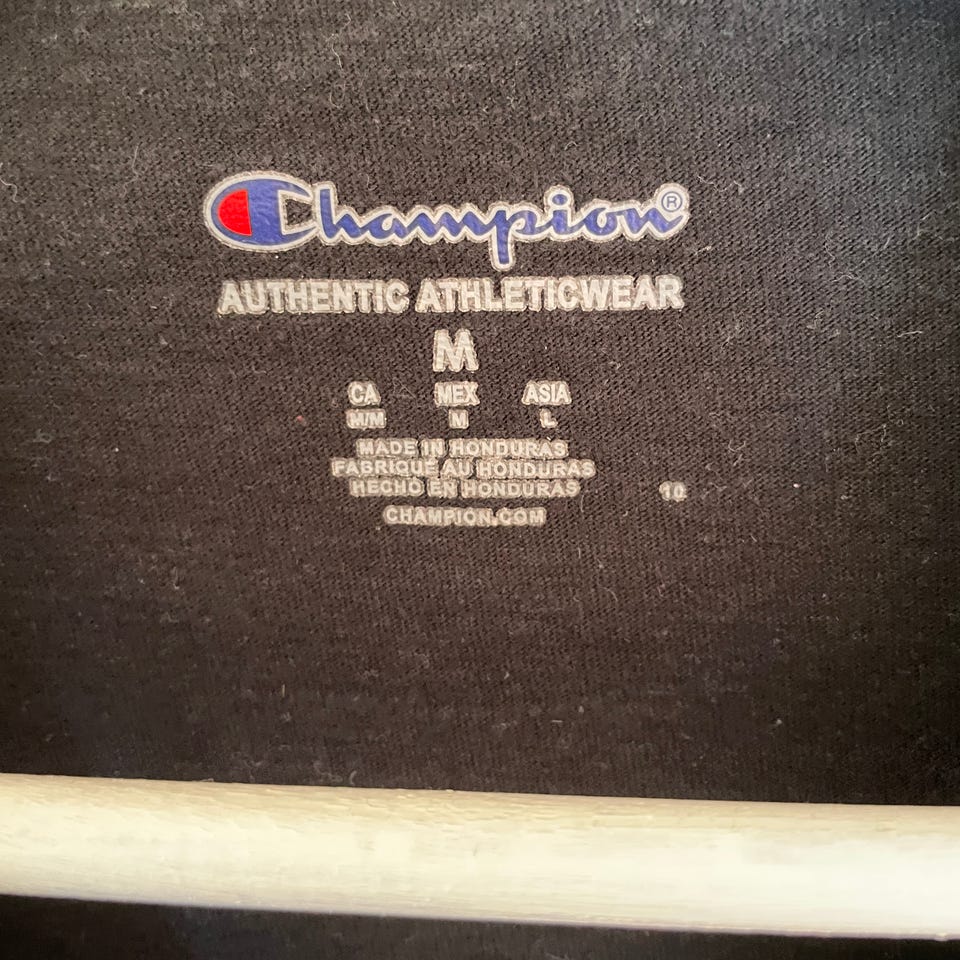 Champion®
AUTHENTIC ATHLETICWEAR
M
CA MEX ASIA
M/M M L
MADE IN HONDURAS
FABRIQUÉ AU HONDURAS
HECHO EN HONDURAS
10
CHAMPION.COM